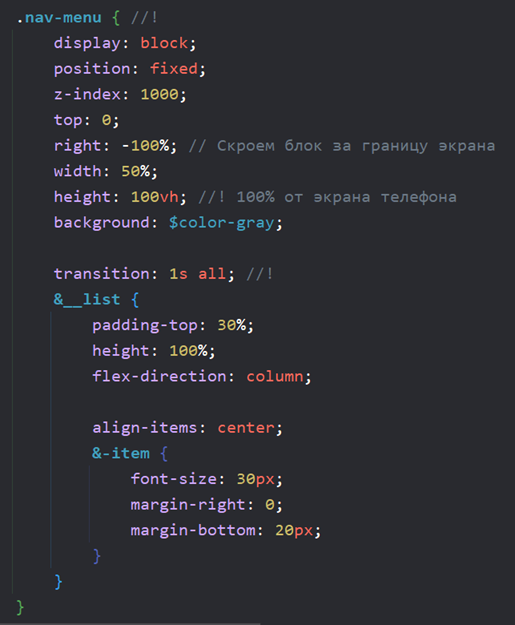 .nav-menu { //!
display: block;
position: fixed;
z-index: 1000;
top: 0;
right: -100%; // Скроем блок за границу экрана
width: 50%;
height: 100vh; //! 100% от экрана телефона
background: $color-gray;
transition: 1s all; //!
&__list {
padding-top: 30%;
height: 100%;
flex-direction: column;
align-items: center;
&-item {
font-size: 30px;
margin-right: 0;
margin-bottom: 20px;
}
}
}